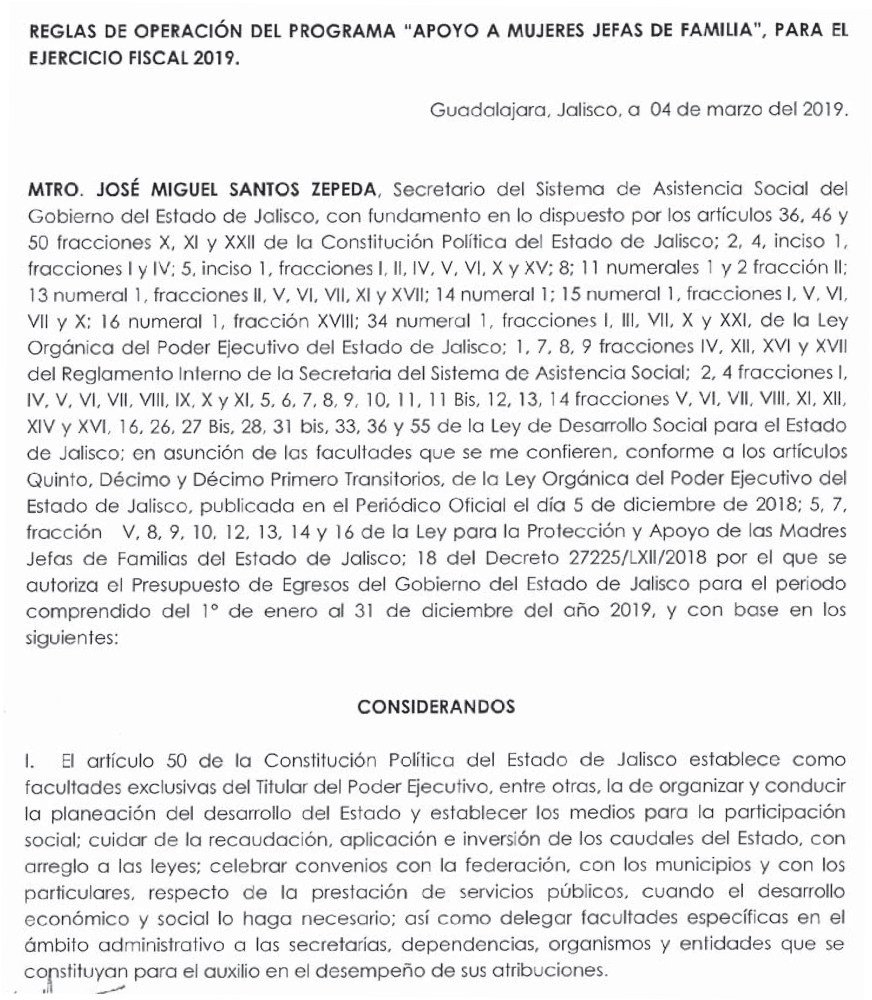 REGLAS DE OPERACIÓN DEL PROGRAMA "APOYO A MUJERES JEFAS DE FAMILIA", PARA EL
EJERCICIO FISCAL 2019.
Guadalajara, Jalisco, a 04 de marzo del 2019.
MTRO. JOSÉ MIGUEL SANTOS ZEPEDA, Secretario del Sistema de Asistencia Social del
Gobierno del Estado de Jalisco, con fundamento en lo dispuesto por los artículos 36, 46 y
50 fracciones X, XI y XXII de la Constitución Política del Estado de Jalisco; 2, 4, inciso 1,
fracciones I y IV; 5, inciso 1, fracciones I, II, IV, V, VI, X y XV; 8; 11 numerales 1 y 2 fracción II;
13 numeral 1, fracciones II, V, VI, VII, XI y XVII; 14 numeral 1; 15 numeral 1, fracciones I, V, VI,
VII y X; 16 numeral 1, fracción XVIII; 34 numeral 1, fracciones I, III, VII, X y XXI, de la Ley
Orgánica del Poder Ejecutivo del Estado de Jalisco; 1, 7, 8, 9 fracciones IV, XII, XVI y XVII
del Reglamento Interno de la Secretaria del Sistema de Asistencia Social; 2, 4 fracciones I,
IV, V, VI, VII, VIII, IX, X y XI, 5, 6, 7, 8, 9, 10, 11, 11 Bis, 12, 13, 14 fracciones V, VI, VII, VIII, XI, XII,
XIV y XVI, 16, 26, 27 Bis, 28, 31 bis, 33, 36 y 55 de la Ley de Desarrollo Social para el Estado
de Jalisco; en asunción de las facultades que se me confieren, conforme a los artículos
Quinto, Décimo y Décimo Primero Transitorios, de la Ley Orgánica del Poder Ejecutivo del
Estado de Jalisco, publicada en el Periódico Oficial el día 5 de diciembre de 2018; 5, 7,
fracción V, 8, 9, 10, 12, 13, 14 y 16 de la Ley para la Protección y Apoyo de las Madres
Jefas de Familias del Estado de Jalisco; 18 del Decreto 27225/LXII/2018 por el que se
autoriza el Presupuesto de Egresos del Gobierno del Estado de Jalisco para el periodo
comprendido del 1° de enero al 31 de diciembre del año 2019, y con base en los
siguientes:
CONSIDERANDOS
I. El artículo 50 de la Constitución Política del Estado de Jalisco establece como
facultades exclusivas del Titular del Poder Ejecutivo, entre otras, la de organizar y conducir
la planeación del desarrollo del Estado y establecer los medios para la participación
social; cuidar de la recaudación, aplicación e inversión de los caudales del Estado, con
arreglo a las leyes; celebrar convenios con la federación, con los municipios y con los
particulares, respecto de la prestación de servicios públicos, cuando el desarrollo
económico y social lo haga necesario; así como delegar facultades específicas en el
ámbito administrativo a las secretarías, dependencias, organismos y entidades que se
constituyan para el auxilio en el desempeño de sus atribuciones.